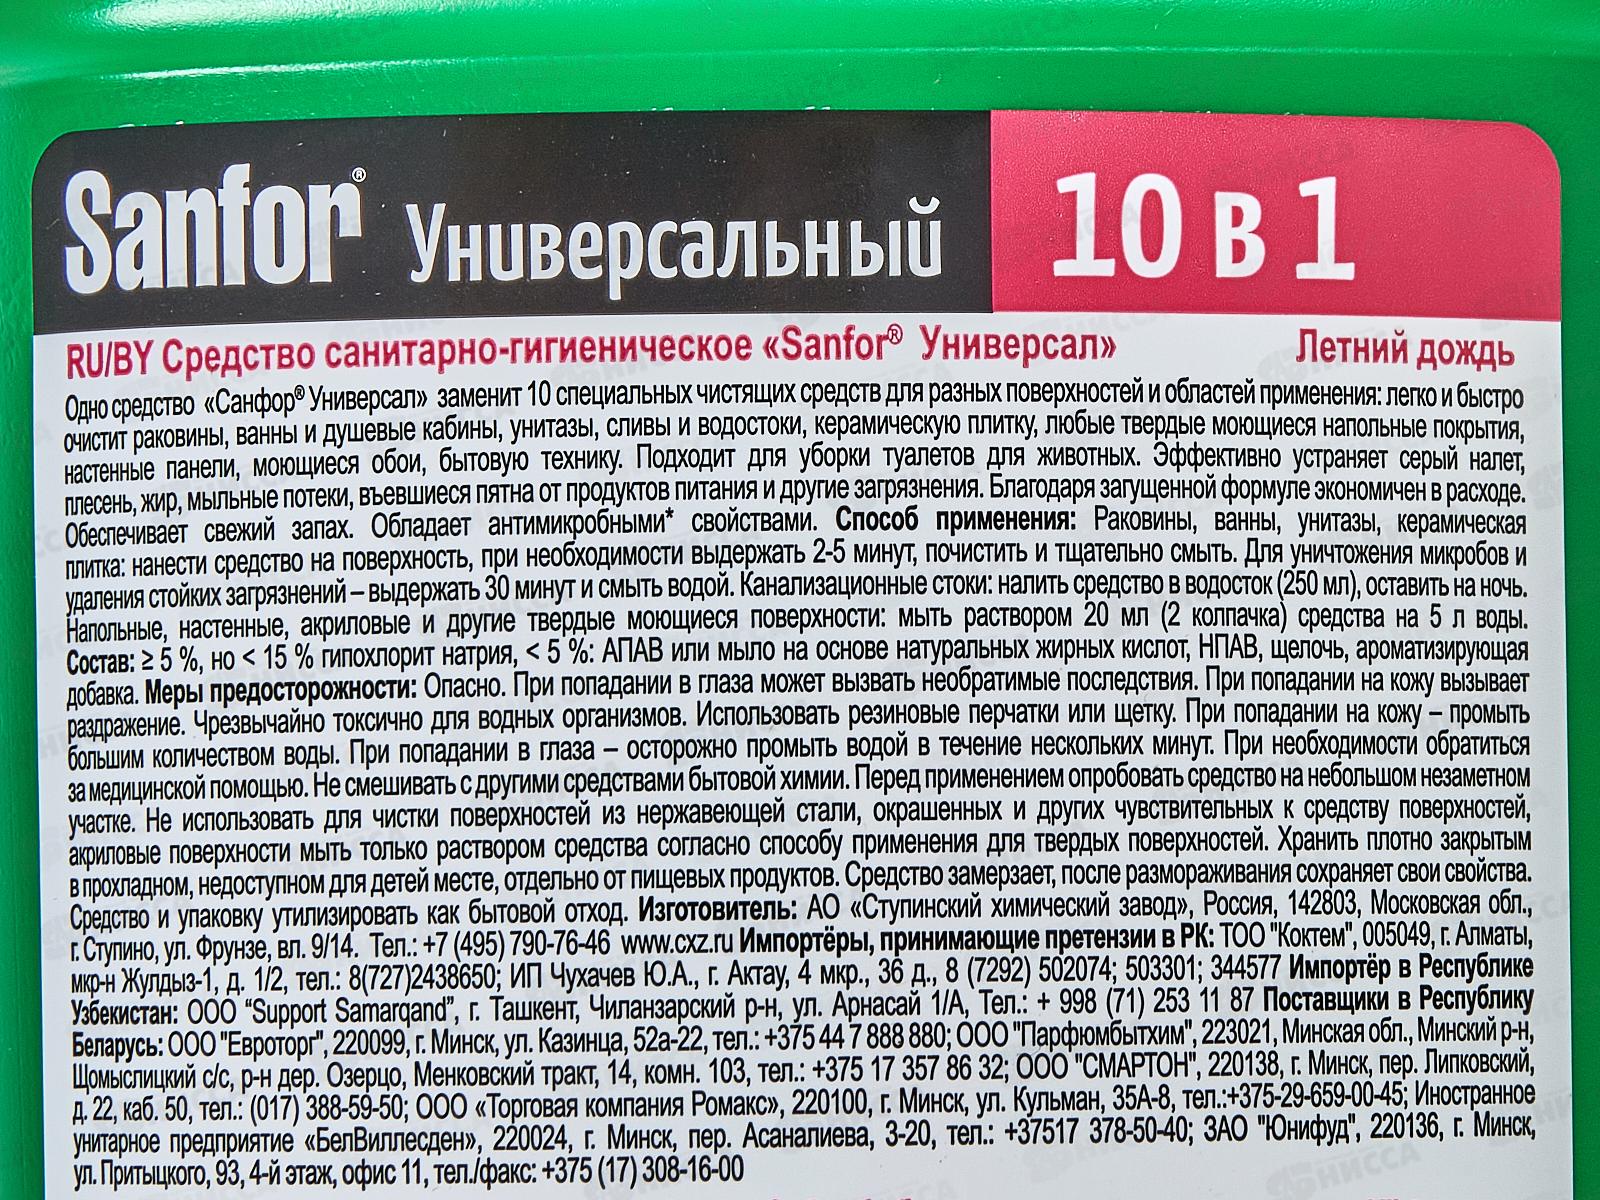 Sanfor® Универсальный 10 в 1
RU/BY Средство санитарно-гигиеническое «Sanfor® Универсал» Летний дождь
Одно средство «Санфор® Универсал» заменит 10 специальных чистящих средств для разных поверхностей и областей применения: легко и быстро
очистит раковины, ванны и душевые кабины, унитазы, сливы и водостоки, керамическую плитку, любые твердые моющиеся напольные покрытия,
настенные панели, моющиеся обои, бытовую технику. Подходит для уборки туалетов для животных. Эффективно устраняет серый налет,
плесень, жир, мыльные потеки, въевшиеся пятна от продуктов питания и другие загрязнения. Благодаря загущенной формуле экономичен в расходе.
Обеспечивает свежий запах. Обладает антимикробными* свойствами. Способ применения: Раковины, ванны, унитазы, керамическая
плитка: нанести средство на поверхность, при необходимости выдержать 2-5 минут, почистить и тщательно смыть. Для уничтожения микробов и
удаления стойких загрязнений – выдержать 30 минут и смыть водой. Канализационные стоки: налить средство в водосток (250 мл), оставить на ночь.
Напольные, настенные, акриловые и другие твердые моющиеся поверхности: мыть раствором 20 мл (2 колпачка) средства на 5 л воды.
Состав: ≥ 5 %, но < 15 % гипохлорит натрия, < 5 %: АПАВ или мыло на основе натуральных жирных кислот, НПАВ, щелочь, ароматизирующая
добавка. Меры предосторожности: Опасно. При попадании в глаза может вызвать необратимые последствия. При попадании на кожу вызывает
раздражение. Чрезвычайно токсично для водных организмов. Использовать резиновые перчатки или щетку. При попадании на кожу – промыть
большим количеством воды. При попадании в глаза – осторожно промыть водой в течение нескольких минут. При необходимости обратиться
за медицинской помощью. Не смешивать с другими средствами бытовой химии. Перед применением опробовать средство на небольшом незаметном
участке. Не использовать для чистки поверхностей из нержавеющей стали, окрашенных и других чувствительных к средству поверхностей,
акриловые поверхности мыть только раствором средства согласно способу применения для твердых поверхностей. Хранить плотно закрытым
в прохладном, недоступном для детей месте, отдельно от пищевых продуктов. Средство замерзает, после размораживания сохраняет свои свойства.
Средство и упаковку утилизировать как бытовой отход. Изготовитель: АО «Ступинский химический завод», Россия, 142803, Московская обл.,
г. Ступино, ул. Фрунзе, вл. 9/14. Тел.: +7 (495) 790-76-46 www.cxz.ru Импортёры, принимающие претензии в РК: ТОО "Коктем", 005049, г. Алматы,
мкр-н Жулдыз-1, д. 1/2, тел.: 8(727)2438650; ИП Чухачев Ю.А., г. Актау, 4 мкр., 36 д., 8 (7292) 502074; 503301; 344577 Импортёр в Республике
Узбекистан: ООО “Support Samarqand”, г. Ташкент, Чиланзарский р-н, ул. Арнасай 1/А, Тел.: + 998 (71) 253 11 87 Поставщики в Республику
Беларусь: ООО "Евроторг", 220099, г. Минск, ул. Казинца, 52а-22, тел.: +375 44 7 888 880; ООО "Парфюмбытхим", 223021, Минская обл., Минский р-н,
Щомыслицкий с/с, р-н дер. Озерцо, Менковский тракт, 14, комн. 103, тел.: +375 17 357 86 32; ООО "СМАРТОН", 220138, г. Минск, пер. Липковский,
д. 22, каб. 50, тел.: (017) 388-59-50; ООО «Торговая компания Ромакс», 220100, г. Минск, ул. Кульман, 35А-8, тел.:+375-29-659-00-45; Иностранное
унитарное предприятие «БелВиллесден», 220024, г. Минск, пер. Асаналиева, 3-20, тел.: +37517 378-50-40; ЗАО "Юнифуд", 220136, г. Минск,
ул. Притыцкого, 93, 4-й этаж, офис 11, тел./факс: +375 (17) 308-16-00